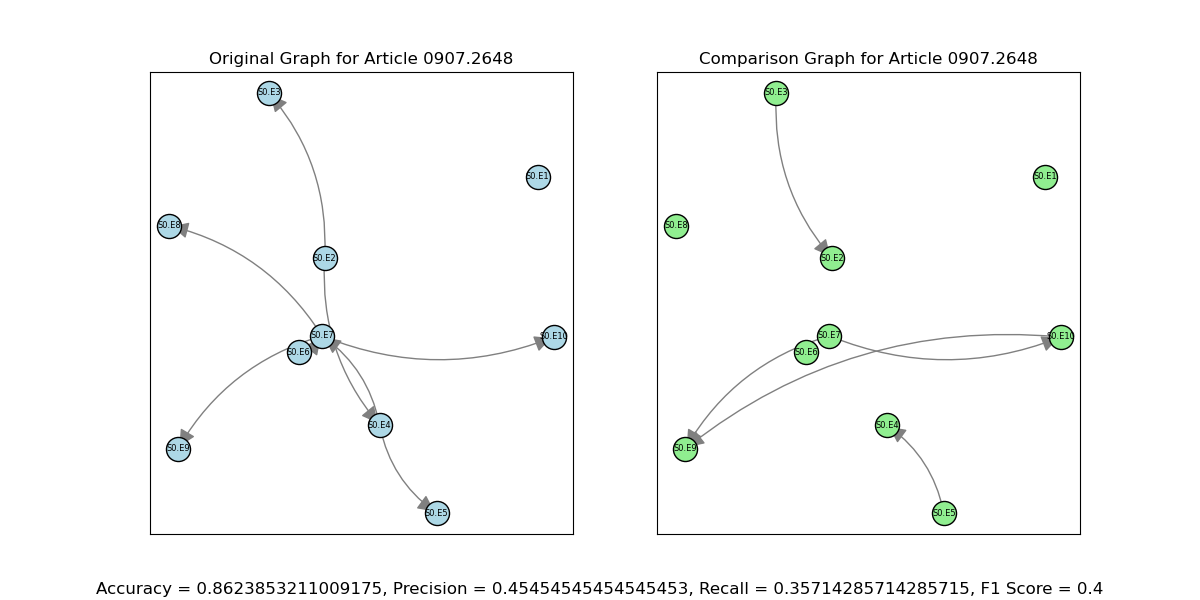 Original Graph for Article 0907.2648
Comparison Graph for Article 0907.2648
S0.E3
S0.E1
S0.E8
S0.E2
S0.E7
S0.E10
S0.E6
S0.E4
S0.E9
S0.E5
S0.E3
S0.E1
S0.E8
S0.E2
S0.E7
S0.E10
S0.E6
S0.E4
S0.E9
S0.E5
Accuracy = 0.8623853211009175, Precision = 0.45454545454545453, Recall = 0.35714285714285715, F1 Score = 0.4